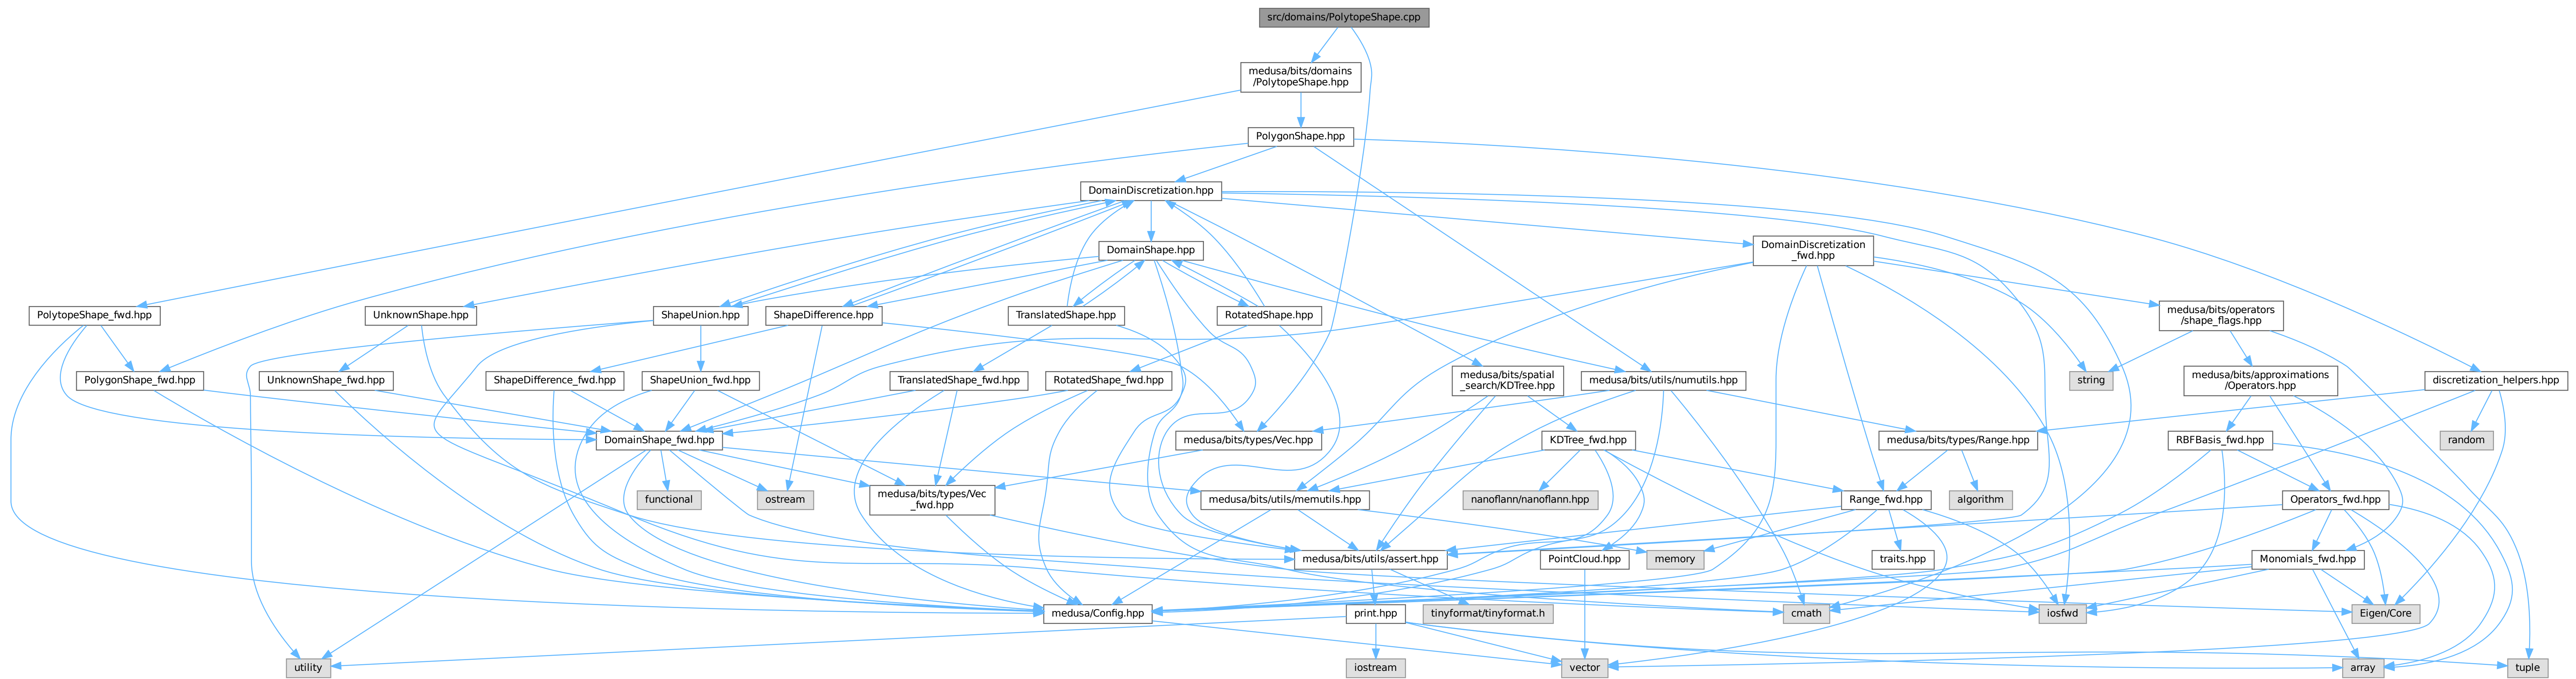 src/domains/PolytopeShape.cpp
medusa/bits/domains
/PolytopeShape.hpp
PolygonShape.hpp
DomainDiscretization.hpp
DomainShape.hpp
DomainDiscretization
_fwd.hpp
PolytopeShape_fwd.hpp
UnknownShape.hpp
ShapeUnion.hpp
ShapeDifference.hpp
TranslatedShape.hpp
RotatedShape.hpp
medusa/bits/operators
/shape_flags.hpp
PolygonShape_fwd.hpp
UnknownShape_fwd.hpp
ShapeDifference_fwd.hpp
ShapeUnion_fwd.hpp
TranslatedShape_fwd.hpp
RotatedShape_fwd.hpp
medusa/bits/spatial
_search/KDTree.hpp
medusa/bits/utils/numutils.hpp
string
medusa/bits/approximations
/Operators.hpp
discretization_helpers.hpp
DomainShape_fwd.hpp
medusa/bits/types/Vec.hpp
KDTree_fwd.hpp
medusa/bits/types/Range.hpp
RBFBasis_fwd.hpp
random
functional
ostream
medusa/bits/types/Vec
_fwd.hpp
medusa/bits/utils/memutils.hpp
nanoflann/nanoflann.hpp
Range_fwd.hpp
algorithm
Operators_fwd.hpp
medusa/bits/utils/assert.hpp
PointCloud.hpp
memory
traits.hpp
Monomials_fwd.hpp
medusa/Config.hpp
print.hpp
tinyformat/tinyformat.h
cmath
iosfwd
Eigen/Core
utility
iostream
vector
array
tuple